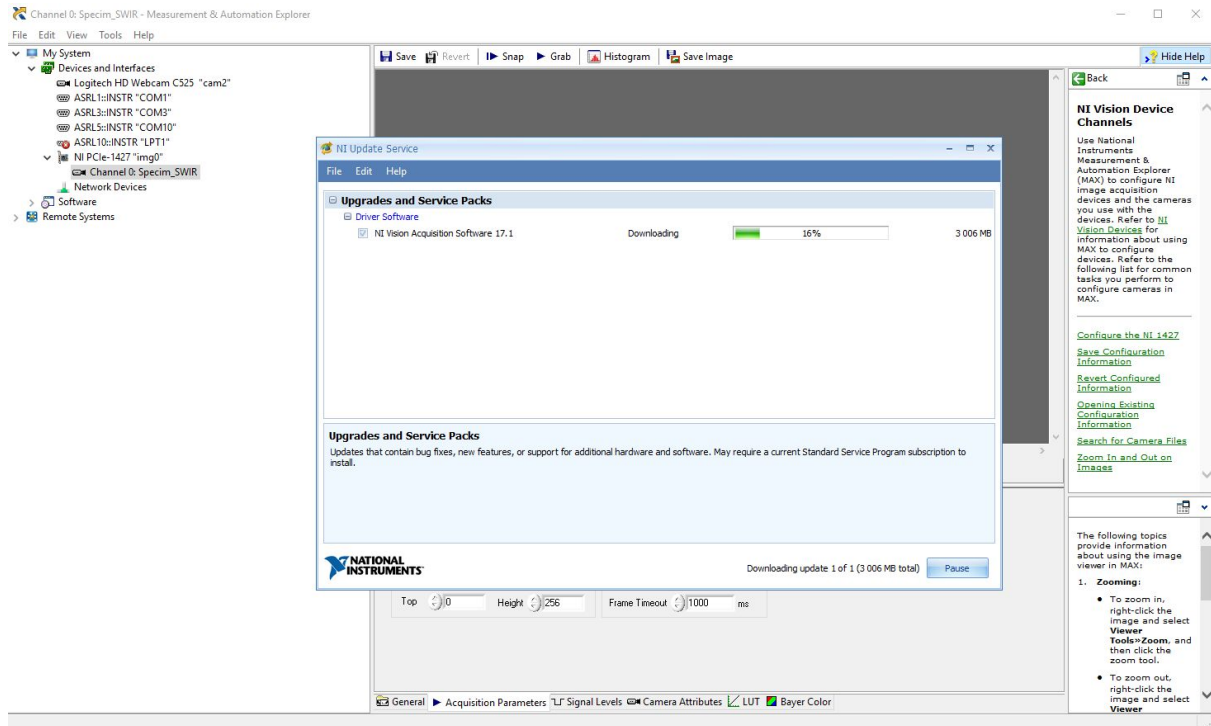 Channel 0: Specim_SWIR - Measurement & Automation Explorer
File Edit View Tools Help
My System
Devices and Interfaces
Logitech HD Webcam C525 "cam2"
ASRL1::INSTR "COM1"
ASRL3::INSTR "COM3"
ASRL5::INSTR "COM10"
ASRL10::INSTR "LPT1"
NI PCIe-1427 "img0"
Channel 0: Specim_SWIR
Network Devices
Software
Remote Systems
Save Revert Snap Grab Histogram Save Image
NI Update Service
File Edit Help
Upgrades and Service Packs
Driver Software
NI Vision Acquisition Software 17.1 Downloading 16% 3 006 MB
Upgrades and Service Packs
Updates that contain bug fixes, new features, or support for additional hardware and software. May require a current Standard Service Program subscription to
install.
NATIONAL
INSTRUMENTS
Downloading update 1 of 1 (3 006 MB total) Pause
Top 0 Height 256 Frame Timeout 1000 ms
General Acquisition Parameters Signal Levels Camera Attributes LUT Bayer Color
Hide Help
Back
NI Vision Device
Channels
Use National
Instruments
Measurement &
Automation Explorer
(MAX) to configure NI
image acquisition
devices and the cameras
you use with the
devices. Refer to NI
Vision Devices for
information about using
MAX to configure
devices. Refer to the
following list for common
tasks you perform to
configure cameras in
MAX.
Configure the NI 1427
Save Configuration
Information
Revert Configured
Information
Opening Existing
Configuration
Information
Search for Camera Files
Zoom In and Out on
Images
The following topics
provide information
about using the image
viewer in MAX:
1. Zooming:
• To zoom in,
right-click the
image and select
Viewer
Tools»Zoom, and
then click the
zoom tool.
• To zoom out,
right-click the
image and select
Viewer